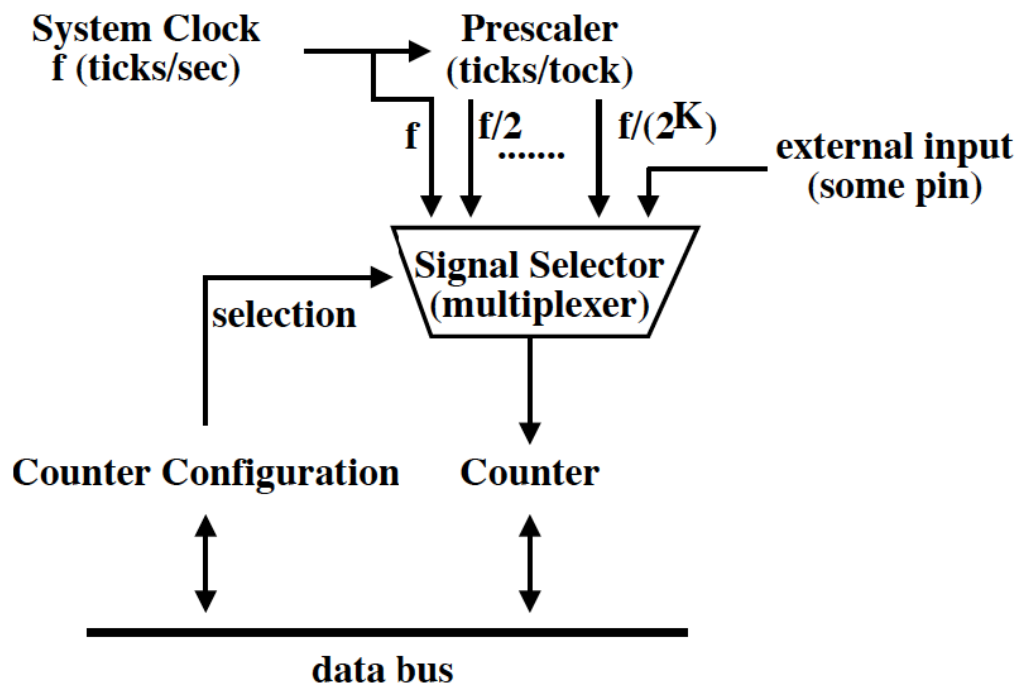 System Clock
f (ticks/sec)
Prescaler
(ticks/tock)
f
f/2
.......
f/(2^K)
external input
(some pin)
Signal Selector
(multiplexer)
selection
Counter Configuration
Counter
data bus